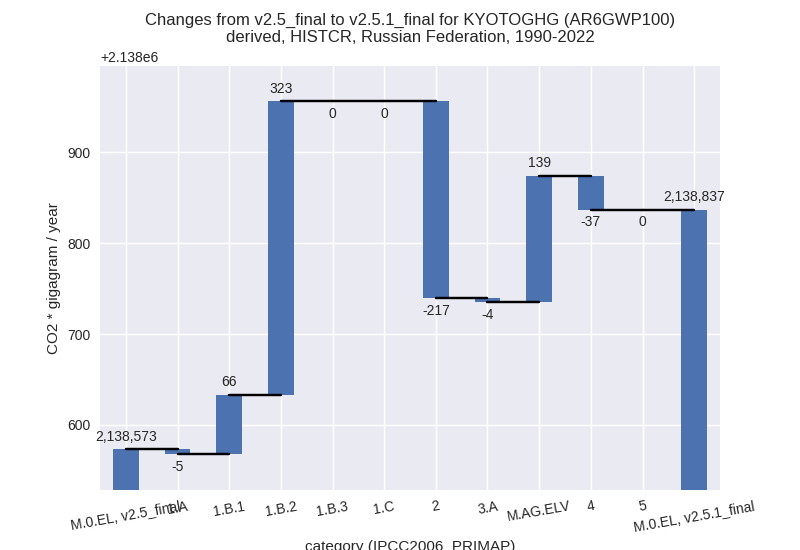 Changes from v2.5_final to v2.5.1_final for KYOTOGHG (AR6GWP100)
derived, HISTCR, Russian Federation, 1990-2022
+2.138e6
323
0
0
900
139
2,138,837
-37
0
800
CO2 * gigagram / year
-217
-4
700
66
600
2,138,573
-5
M.0.EL, v2.5_final
1.A
1.B.1
1.B.2
1.B.3
1.C
2
3.A
M.AG.ELV
4
5
M.0.EL, v2.5.1_final
category (IPCC2006_PRIMAP)